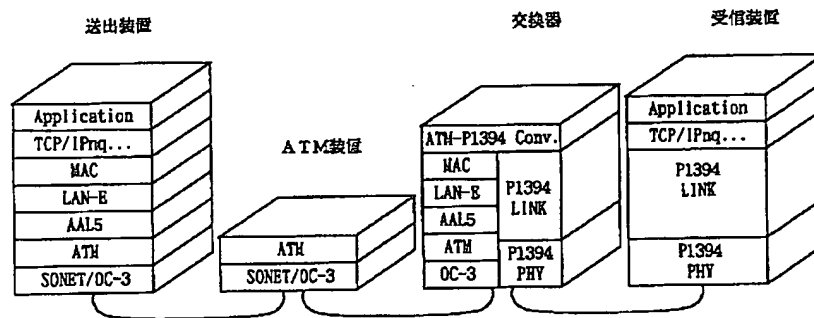 送出装置
Application
TCP/IPnq...
MAC
LAN-E
AAL5
ATM
SONET/OC-3
ATM装置
ATM
SONET/OC-3
交换器
ATM-P1394 Conv.
MAC
LAN-E
AAL5
ATM
OC-3
P1394
LINK
P1394
PHY
受信装置
Application
TCP/IPnq...
P1394
LINK
P1394
PHY